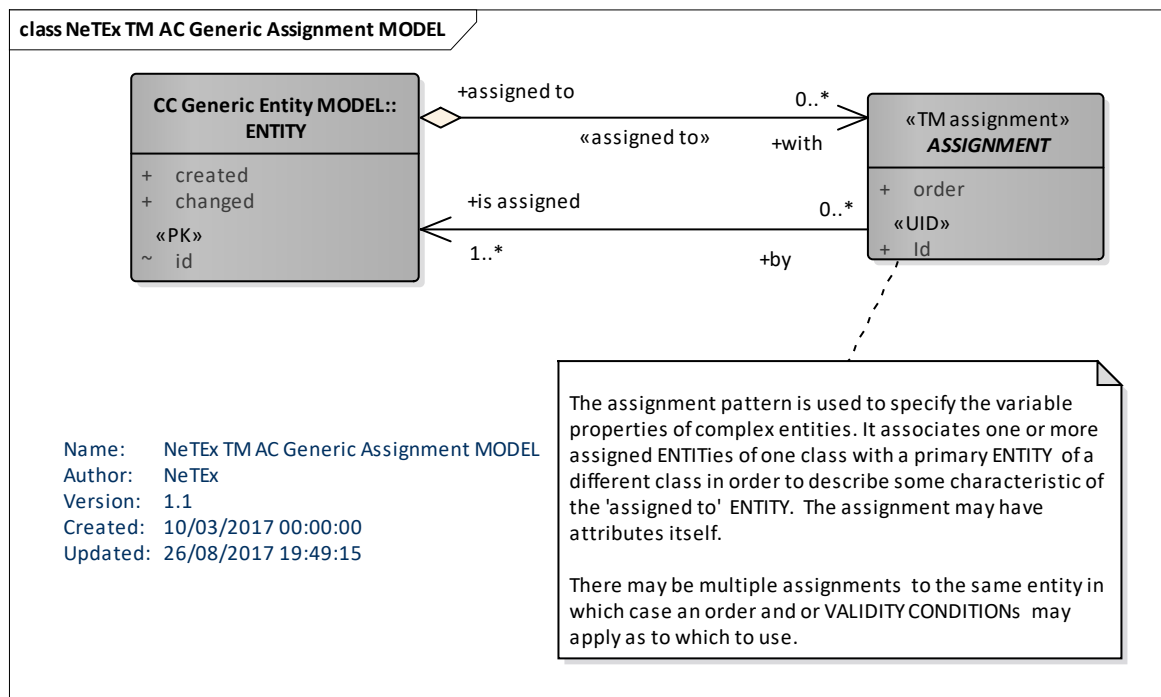 class NeTEx TM AC Generic Assignment MODEL
CC Generic Entity MODEL::
ENTITY
+ created
+ changed
«PK»
~ id
+assigned to
0..*
«assigned to»
+with
+is assigned
0..*
1..*
+by
«TM assignment»
ASSIGNMENT
+ order
«UID»
+ Id
The assignment pattern is used to specify the variable
properties of complex entities. It associates one or more
assigned ENTITies of one class with a primary ENTITY of a
different class in order to describe some characteristic of
the 'assigned to' ENTITY. The assignment may have
attributes itself.
There may be multiple assignments to the same entity in
which case an order and or VALIDITY CONDITIONs may
apply as to which to use.
Name: NeTEx TM AC Generic Assignment MODEL
Author: NeTEx
Version: 1.1
Created: 10/03/2017 00:00:00
Updated: 26/08/2017 19:49:15